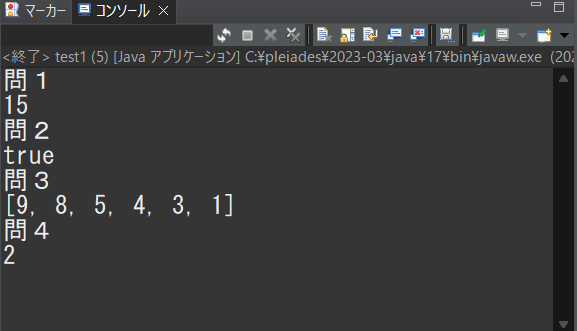 マーカー コンソール
<終了> test1 (5) [Java アプリケーション] C:¥pleiades¥2023-03¥java¥17¥bin¥javaw.exe (202
問１
15
問２
true
問３
[9, 8, 5, 4, 3, 1]
問４
2